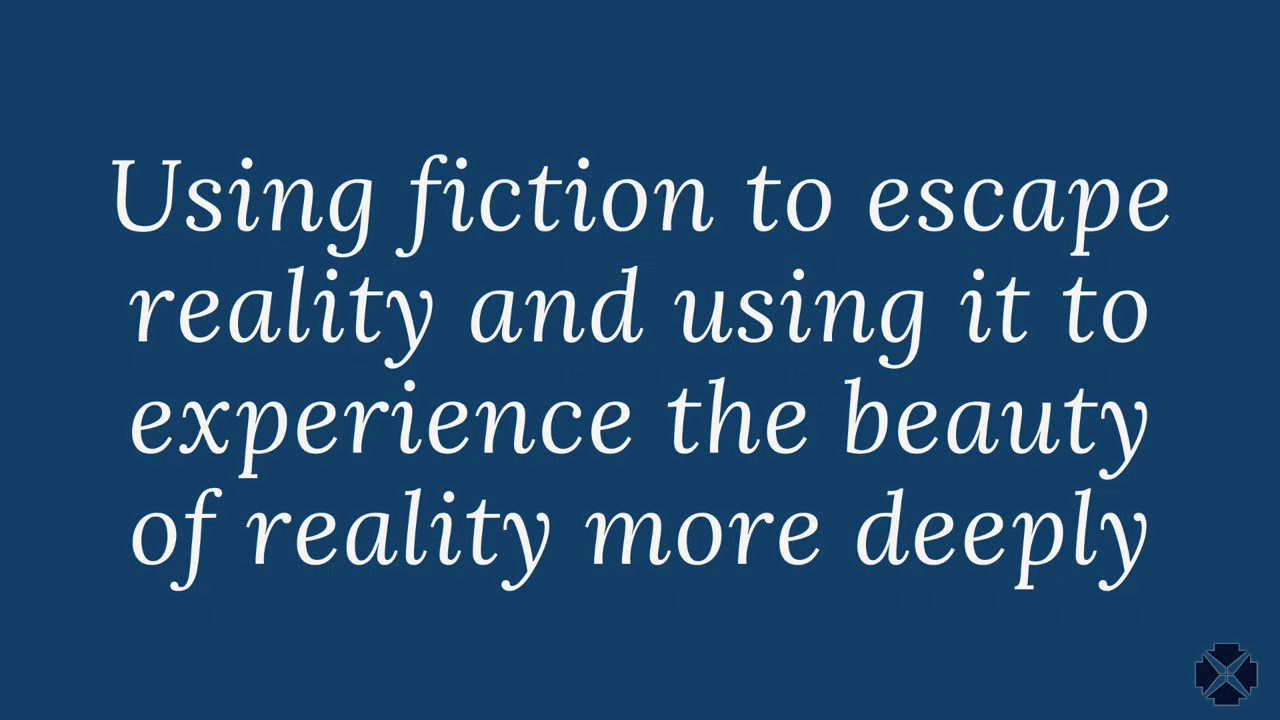 Using fiction to escape
reality and using it to
experience the beauty
of reality more deeply